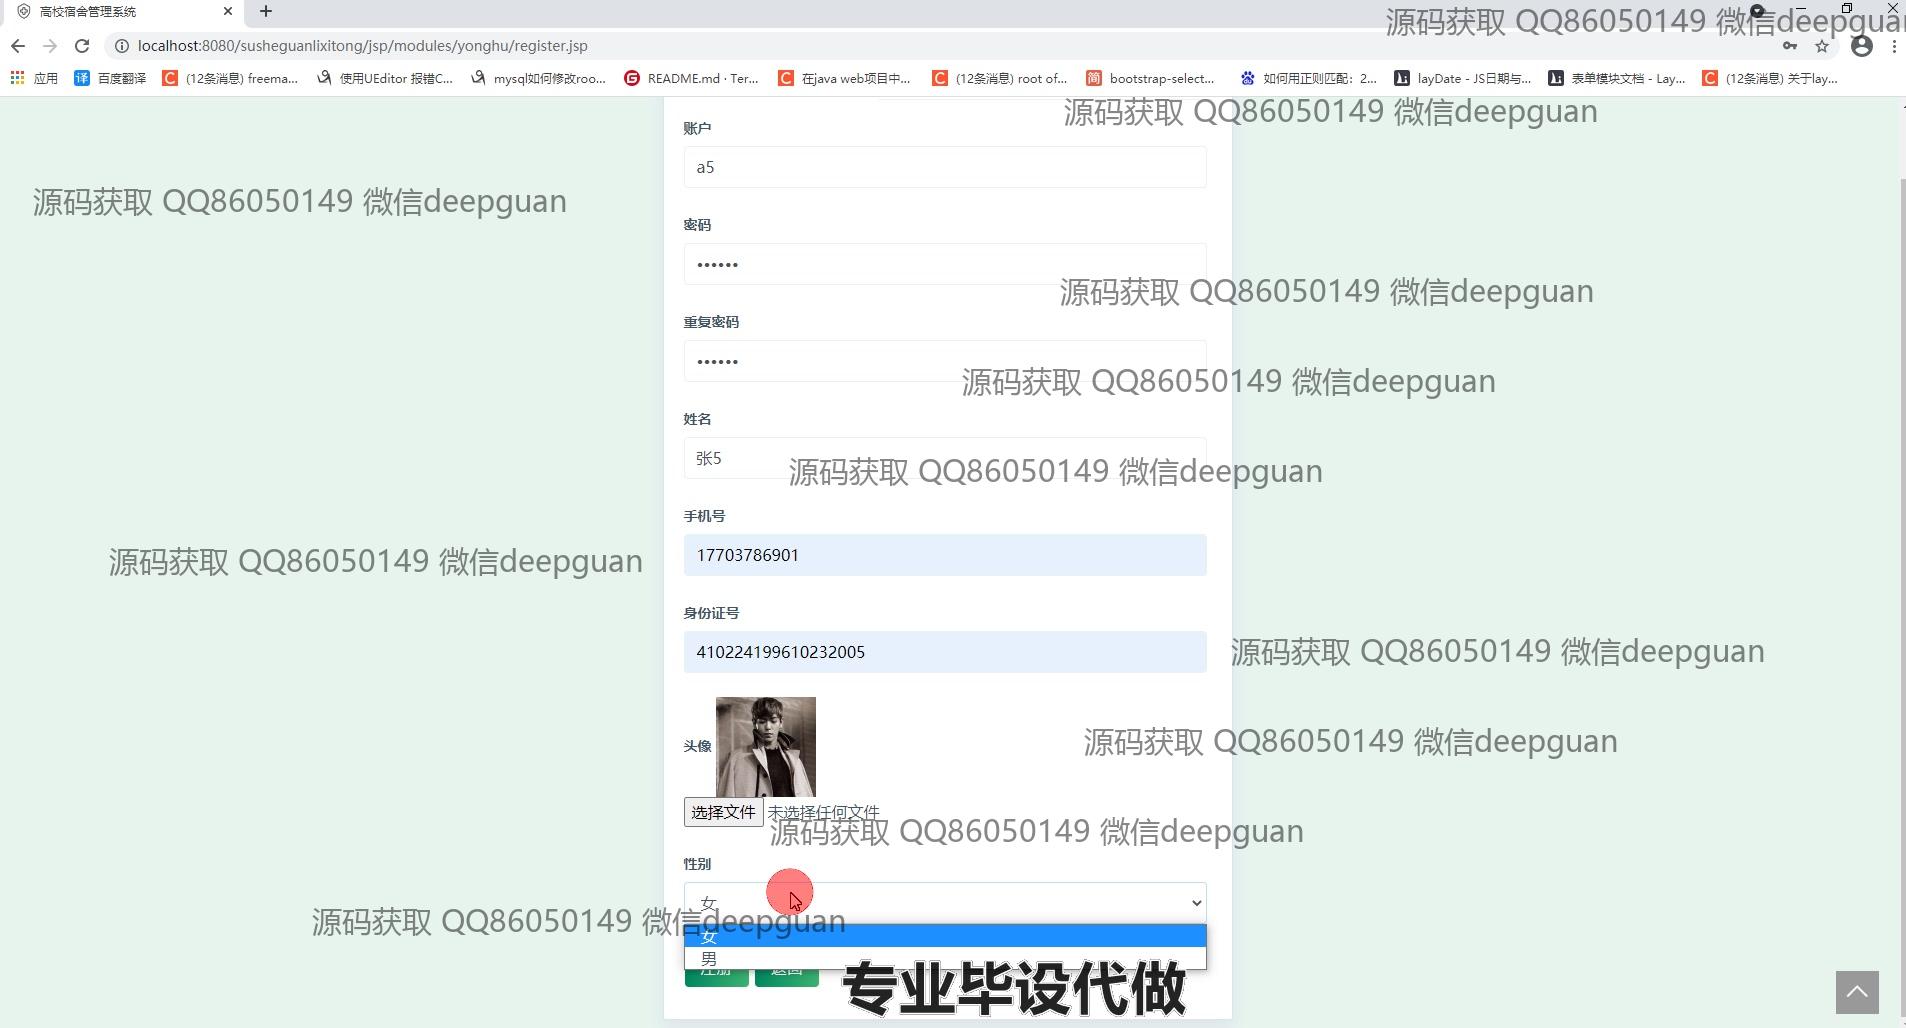 高校宿舍管理系统
源码获取 QQ86050149 微信deepgua
localhost:8080/susheguanlixitong/jsp/modules/yonghu/register.jsp
应用 百度翻译 (12条消息) freema... 使用UEditor 报错C... mysql如何修改roo... README.md · Ter... 在java web项目中... (12条消息) root of... bootstrap-select... 如何用正则匹配：2... layDate - JS日期与... 表单模块文档 - Lay... (12条消息) 关于lay...
源码获取 QQ86050149 微信deepguan
账户
a5
源码获取 QQ86050149 微信deepguan
密码
••••••
源码获取 QQ86050149 微信deepguan
重复密码
••••••
源码获取 QQ86050149 微信deepguan
姓名
张5
源码获取 QQ86050149 微信deepguan
手机号
17703786901
源码获取 QQ86050149 微信deepguan
身份证号
410224199610232005
源码获取 QQ86050149 微信deepguan
头像
源码获取 QQ86050149 微信deepguan
选择文件 未选择任何文件
源码获取 QQ86050149 微信deepguan
性别
女
源码获取 QQ86050149 微信deepguan
女
男
注册 返回
专业毕设代做